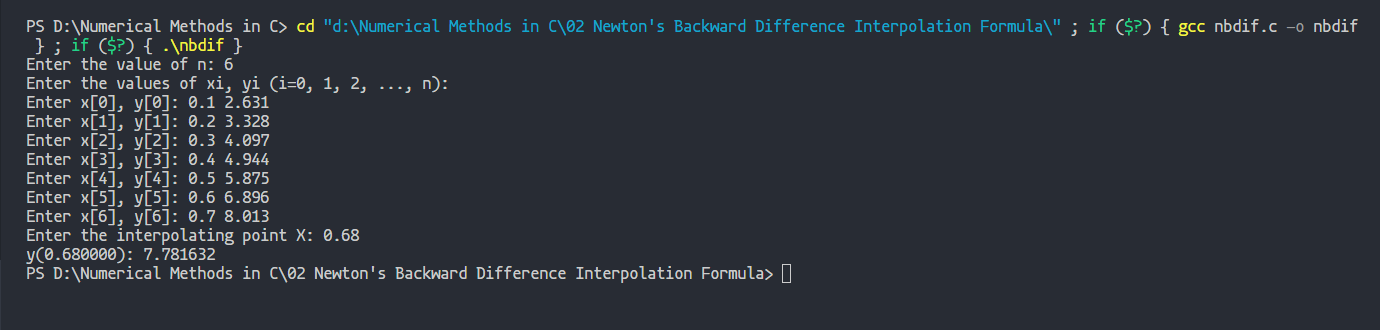 PS D:\Numerical Methods in C> cd "d:\Numerical Methods in C\02 Newton's Backward Difference Interpolation Formula\" ; if ($?) { gcc nbdif.c -o nbdif
 } ; if ($?) { .\nbdif }
Enter the value of n: 6
Enter the values of xi, yi (i=0, 1, 2, ..., n):
Enter x[0], y[0]: 0.1 2.631
Enter x[1], y[1]: 0.2 3.328
Enter x[2], y[2]: 0.3 4.097
Enter x[3], y[3]: 0.4 4.944
Enter x[4], y[4]: 0.5 5.875
Enter x[5], y[5]: 0.6 6.896
Enter x[6], y[6]: 0.7 8.013
Enter the interpolating point X: 0.68
y(0.680000): 7.781632
PS D:\Numerical Methods in C\02 Newton's Backward Difference Interpolation Formula>